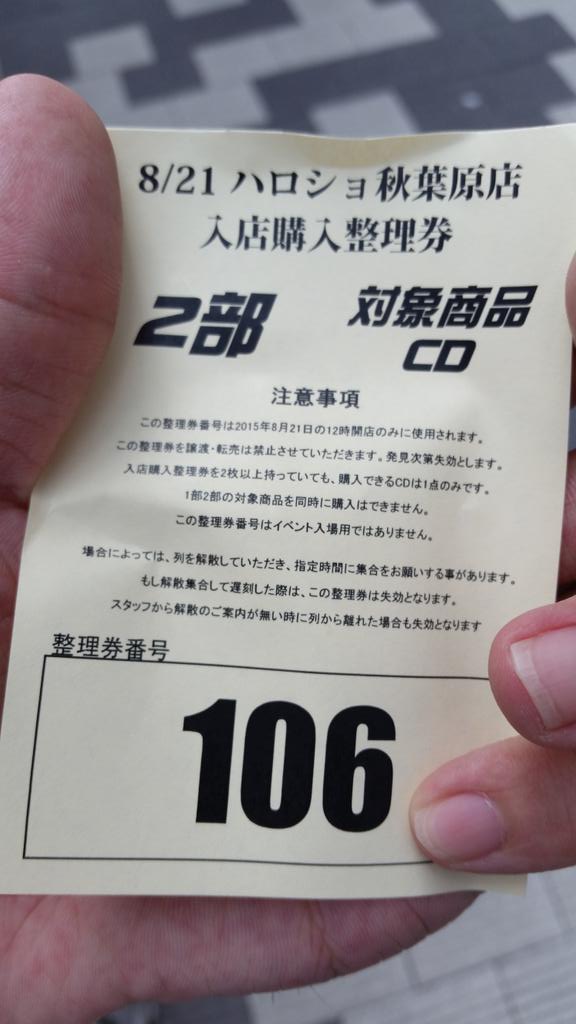 8/21 ハロショ秋葉原店
入店購入整理券
2部 対象商品
CD
注意事項
この整理券番号は2015年8月21日の12時開店のみに使用されます。
この整理券を譲渡・転売は禁止させていただきます。発見次第失効とします。
入店購入整理券を2枚以上持っていても、購入できるCDは1点のみです。
1部2部の対象商品を同時に購入はできません。
この整理券番号はイベント入場用ではありません。
場合によっては、列を解散していただき、指定時間に集合をお願いする事があります。
もし解散集合して遅刻した際は、この整理券は失効となります。
スタッフから解散のご案内が無い時に列から離れた場合も失効となります
整理券番号
106